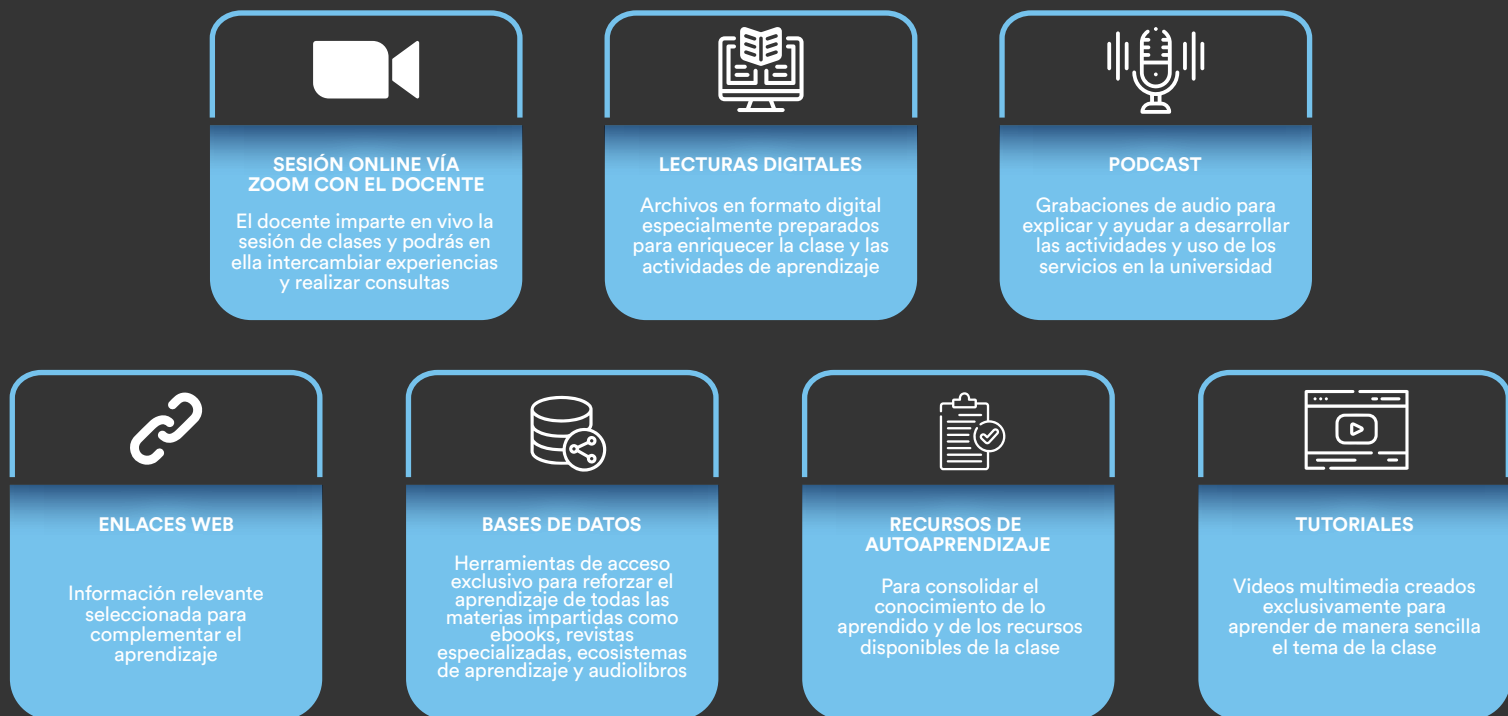 SESIÓN ONLINE VÍA
ZOOM CON EL DOCENTE
El docente imparte en vivo la
sesión de clases y podrás en
ella intercambiar experiencias
y realizar consultas
LECTURAS DIGITALES
Archivos en formato digital
especialmente preparados
para enriquecer la clase y las
actividades de aprendizaje
PODCAST
Grabaciones de audio para
explicar y ayudar a desarrollar
las actividades y uso de los
servicios en la universidad
ENLACES WEB
Información relevante
seleccionada para
complementar el
aprendizaje
BASES DE DATOS
Herramientas de acceso
exclusivo para reforzar el
aprendizaje de todas las
materias impartidas como
ebooks, revistas
especializadas, ecosistemas
de aprendizaje y audiolibros
RECURSOS DE
AUTOAPRENDIZAJE
Para consolidar el
conocimiento de lo
aprendido y de los recursos
disponibles de la clase
TUTORIALES
Videos multimedia creados
exclusivamente para
aprender de manera sencilla
el tema de la clase